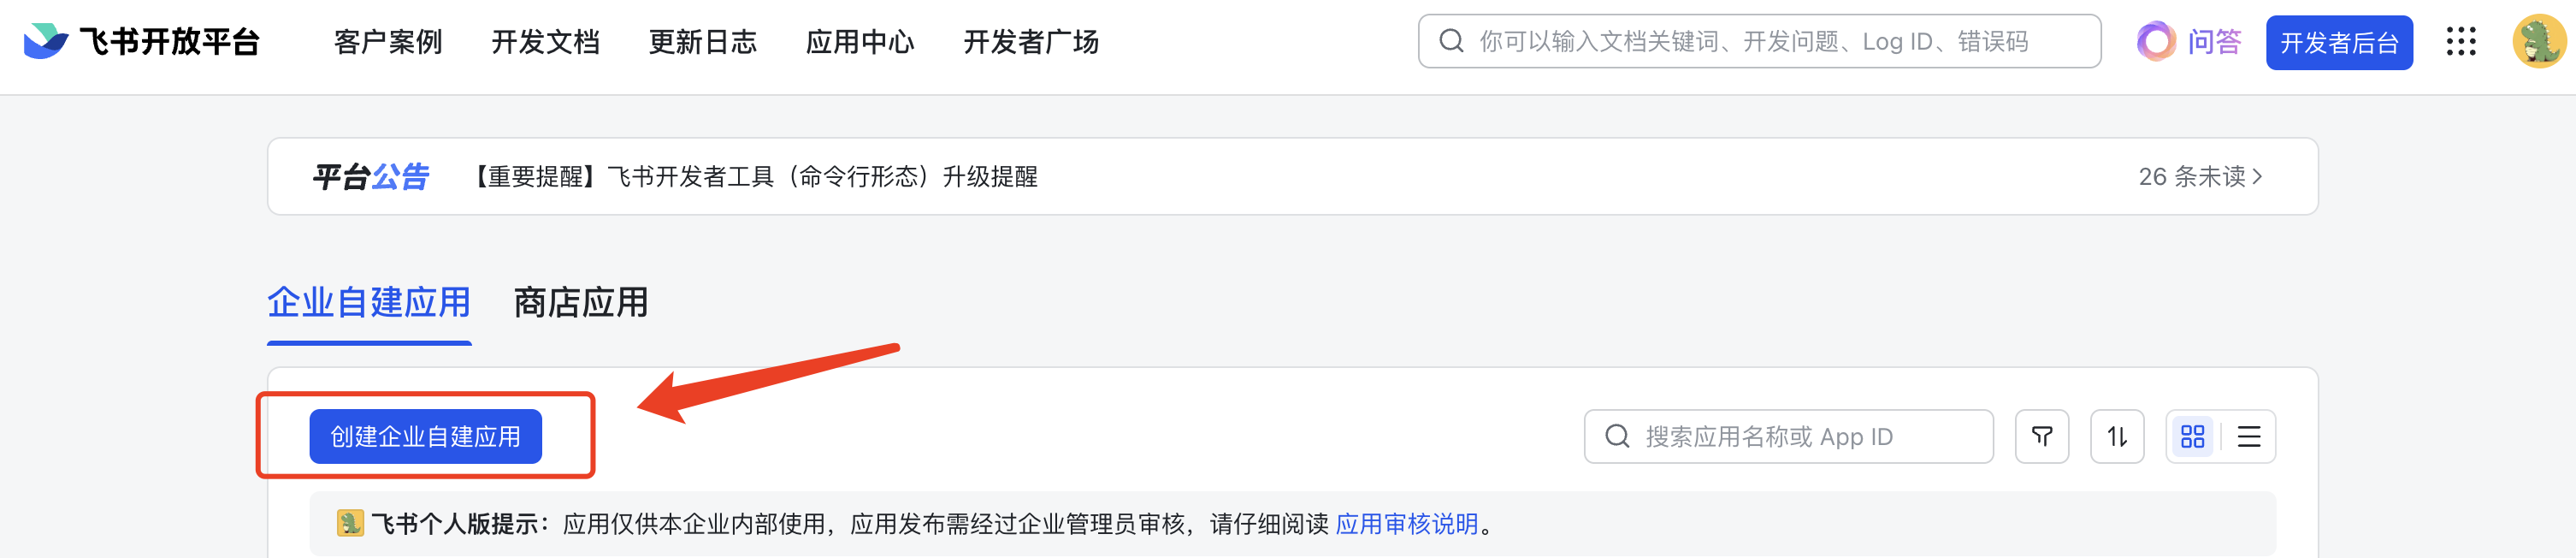 飞书开放平台 客户案例 开发文档 更新日志 应用中心 开发者广场 你可以输入文档关键词、开发问题、Log ID、错误码 问答 开发者后台
平台公告 【重要提醒】飞书开发者工具（命令行形态）升级提醒 26 条未读
企业自建应用 商店应用
创建企业自建应用 搜索应用名称或 App ID
飞书个人版提示：应用仅供本企业内部使用，应用发布需经过企业管理员审核，请仔细阅读 应用审核说明。